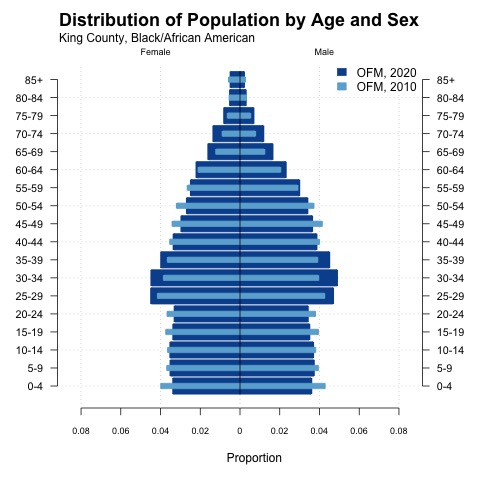 Distribution of Population by Age and Sex
King County, Black/African American
Female Male
OFM, 2020
OFM, 2010
85+ 85+
80-84 80-84
75-79 75-79
70-74 70-74
65-69 65-69
60-64 60-64
55-59 55-59
50-54 50-54
45-49 45-49
40-44 40-44
35-39 35-39
30-34 30-34
25-29 25-29
20-24 20-24
15-19 15-19
10-14 10-14
5-9 5-9
0-4 0-4
0.08 0.06 0.04 0.02 0 0.02 0.04 0.06 0.08
Proportion